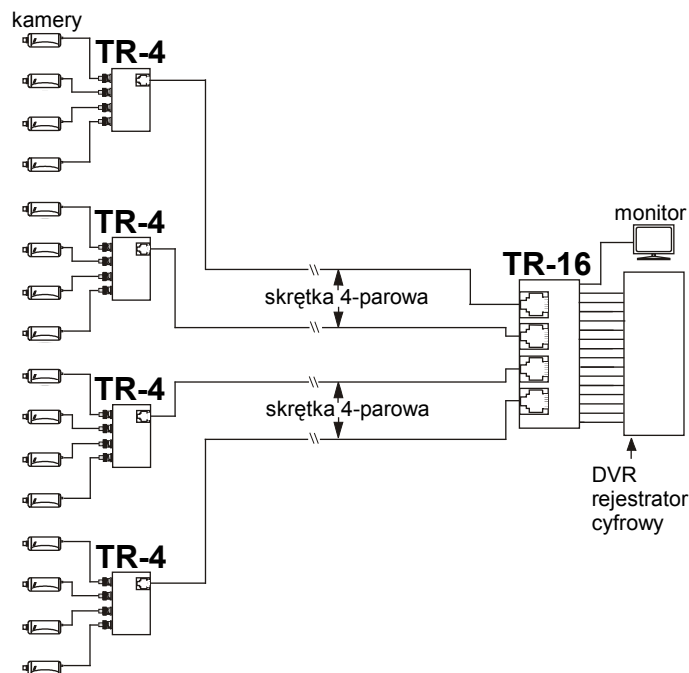 kamery
TR-4
TR-4
monitor
TR-16
skrętka 4-parowa
TR-4
skrętka 4-parowa
DVR
rejestrator
cyfrowy
TR-4